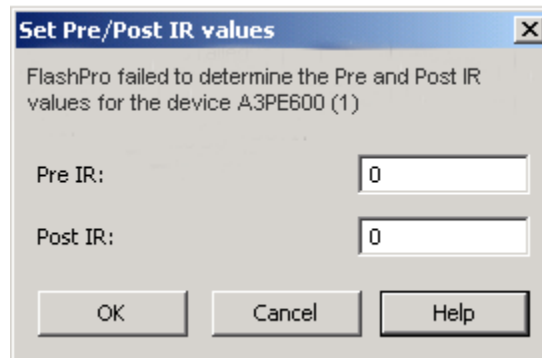 Set Pre/Post IR values
FlashPro failed to determine the Pre and Post IR
values for the device A3PE600 (1)
Pre IR: 0
Post IR: 0
OK Cancel Help